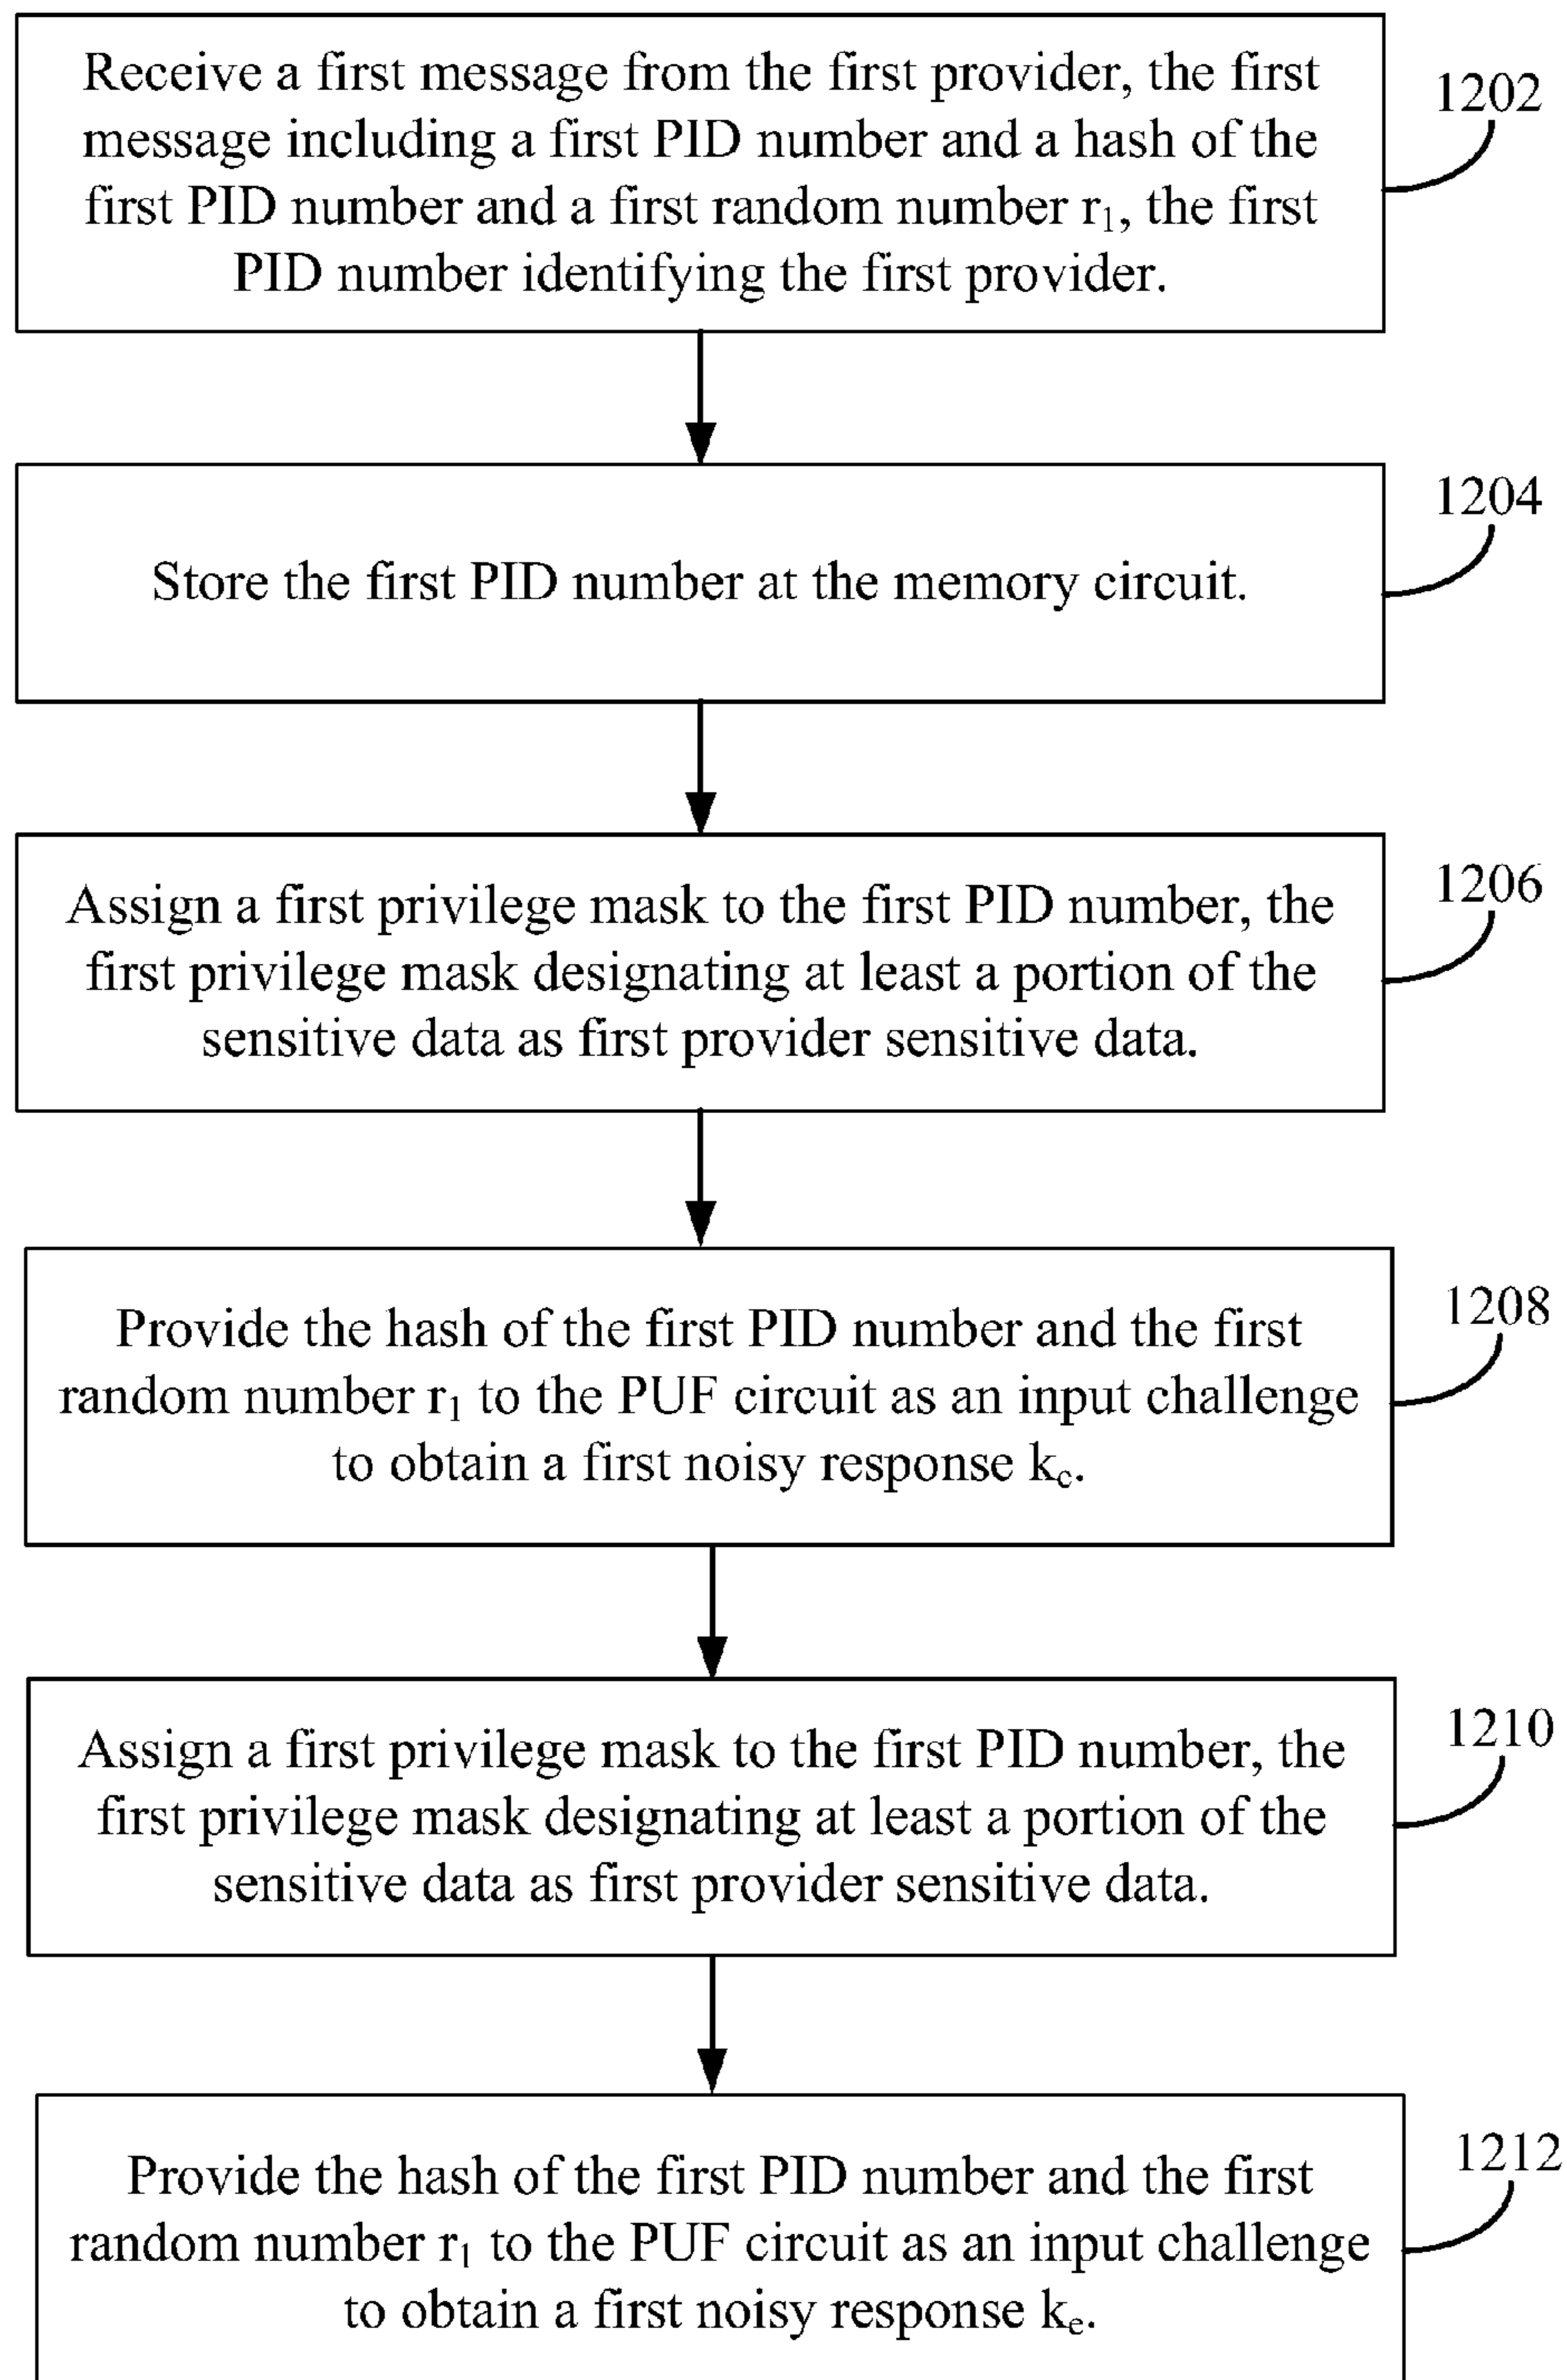 Receive a first message from the first provider, the first
message including a first PID number and a hash of the
first PID number and a first random number r₁, the first
PID number identifying the first provider.
1202
Store the first PID number at the memory circuit.
1204
Assign a first privilege mask to the first PID number, the
first privilege mask designating at least a portion of the
sensitive data as first provider sensitive data.
1206
Provide the hash of the first PID number and the first
random number r₁ to the PUF circuit as an input challenge
to obtain a first noisy response kₑ.
1208
Assign a first privilege mask to the first PID number, the
first privilege mask designating at least a portion of the
sensitive data as first provider sensitive data.
1210
Provide the hash of the first PID number and the first
random number r₁ to the PUF circuit as an input challenge
to obtain a first noisy response kₑ.
1212